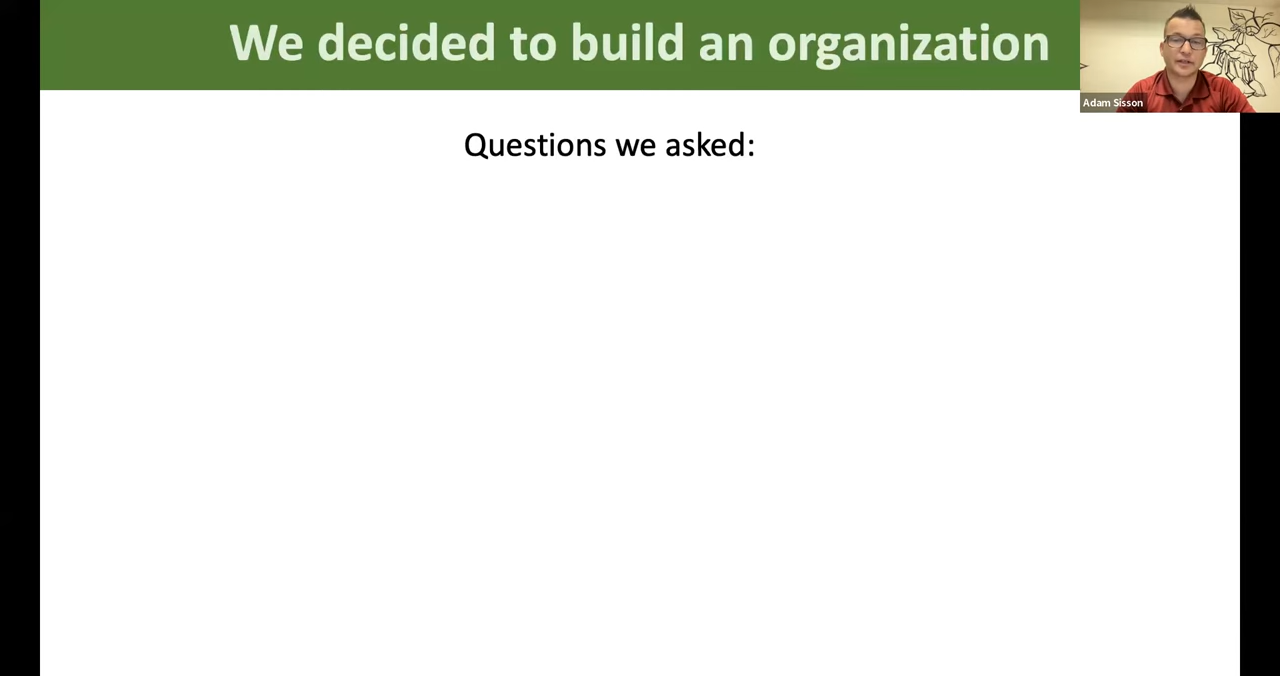 We decided to build an organization
Adam Sisson
Questions we asked: